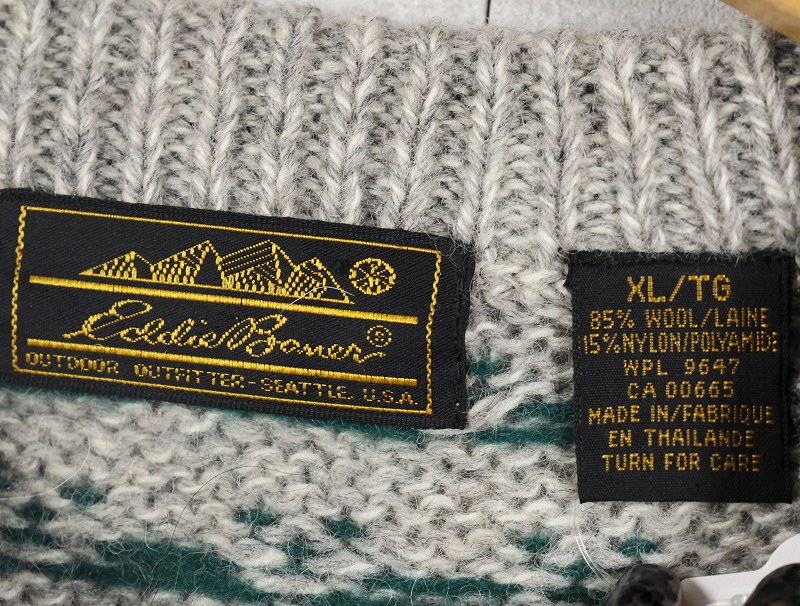 Eddie Bauer®
OUTDOOR OUTFITTER-SEATTLE, U.S.A.
XL/TG
85% WOOL/LAINE
15%NYLON/POLYAMIDE
WPL 9647
CA 00665
MADE IN/FABRIQUE
EN THAILANDE
TURN FOR CARE